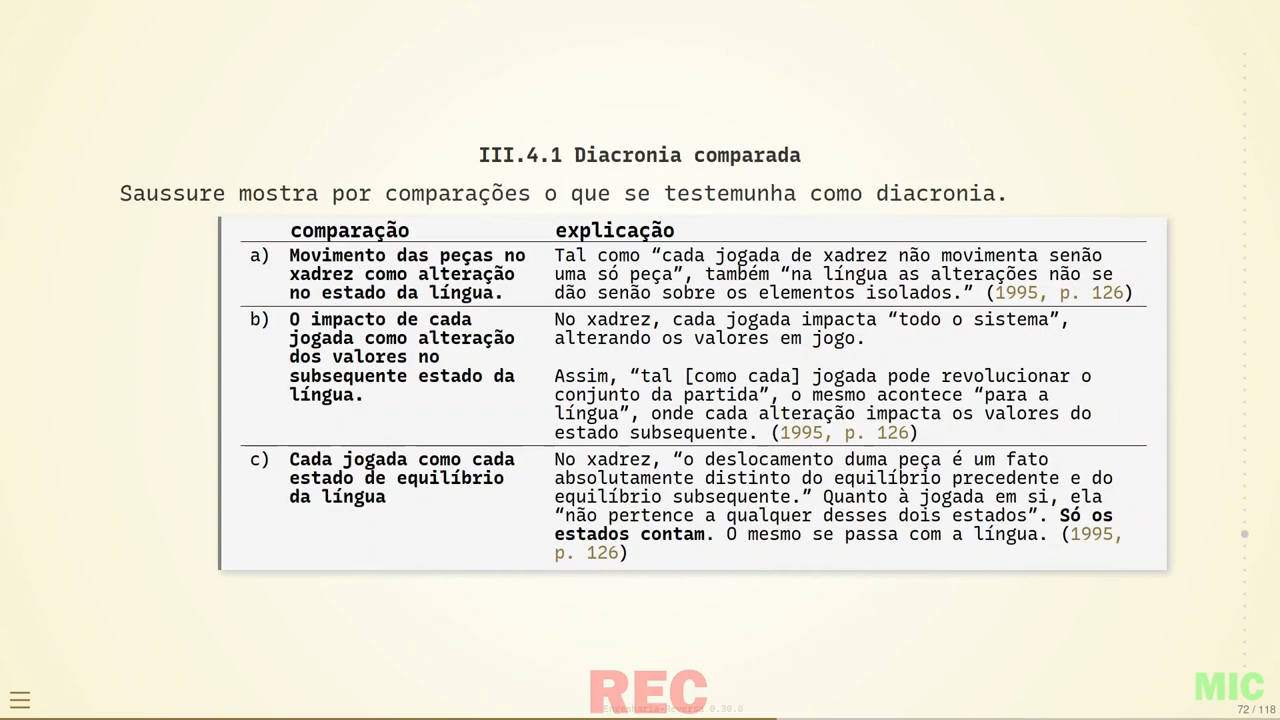 III.4.1 Diacronia comparada
Saussure mostra por comparações o que se testemunha como diacronia.
comparação explicação
a) Movimento das peças no
xadrez como alteração
no estado da língua.
Tal como “cada jogada de xadrez não movimenta senão
uma só peça”, também “na língua as alterações não se
dão senão sobre os elementos isolados.” (1995, p. 126)
b) O impacto de cada
jogada como alteração
dos valores no
subsequente estado da
língua.
No xadrez, cada jogada impacta “todo o sistema”,
alterando os valores em jogo.
Assim, “tal [como cada] jogada pode revolucionar o
conjunto da partida”, o mesmo acontece “para a
língua”, onde cada alteração impacta os valores do
estado subsequente. (1995, p. 126)
c) Cada jogada como cada
estado de equilíbrio
da língua
No xadrez, “o deslocamento duma peça é um fato
absolutamente distinto do equilíbrio precedente e do
equilíbrio subsequente.” Quanto à jogada em si, ela
“não pertence a qualquer desses dois estados”. Só os
estados contam. O mesmo se passa com a língua. (1995,
p. 126)
REC
Engenharia-Reversa 0.30.0
MIC
72 / 118